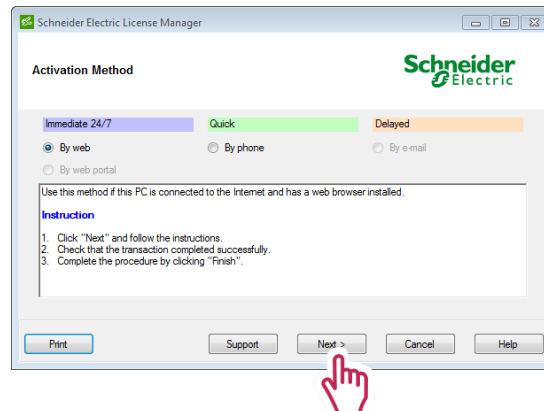 Schneider Electric License Manager
Activation Method
Schneider
Electric
Immediate 24/7 Quick Delayed
By web By phone By e-mail
By web portal
Use this method if this PC is connected to the Internet and has a web browser installed.
Instruction
1. Click "Next" and follow the instructions.
2. Check that the transaction completed successfully.
3. Complete the procedure by clicking "Finish".
Print Support Next > Cancel Help